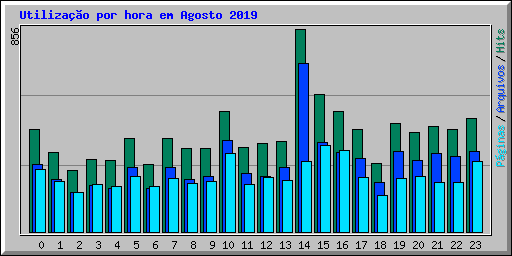 Utilização por hora em Agosto 2019
856
Páginas / Arquivos / Hits
0 1 2 3 4 5 6 7 8 9 10 11 12 13 14 15 16 17 18 19 20 21 22 23